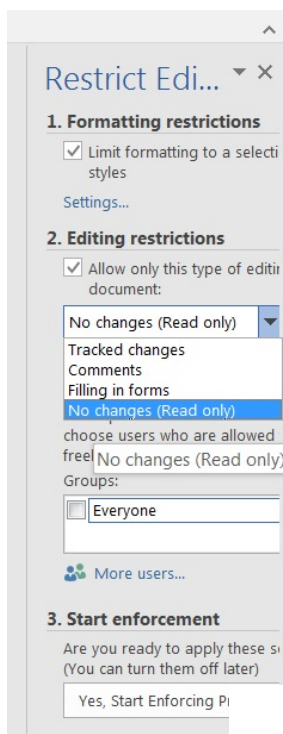 Restrict Edi...
1. Formatting restrictions
Limit formatting to a selecti
styles
Settings...
2. Editing restrictions
Allow only this type of editin
document:
No changes (Read only)
Tracked changes
Comments
Filling in forms
No changes (Read only)
choose users who are allowed
freel
No changes (Read only)
Groups:
Everyone
More users...
3. Start enforcement
Are you ready to apply these s
(You can turn them off later)
Yes, Start Enforcing P